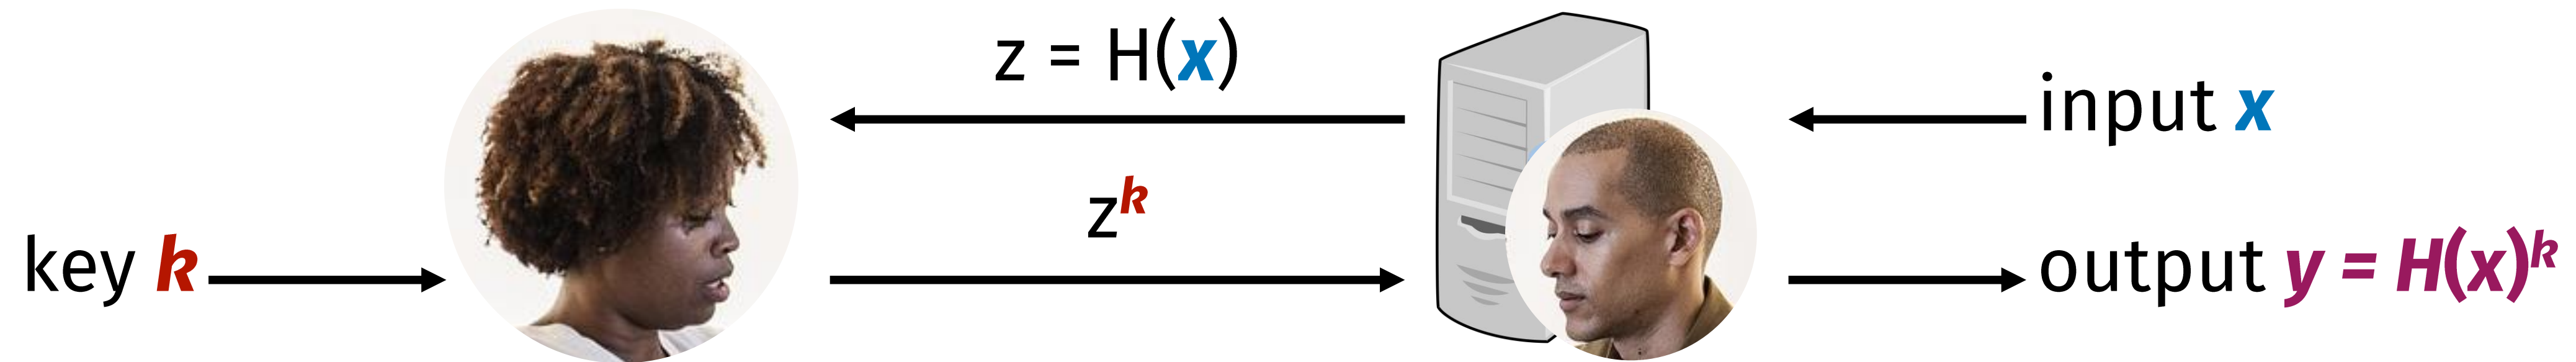 z = H(x)
input x
z^k
key k
output y = H(x)^k